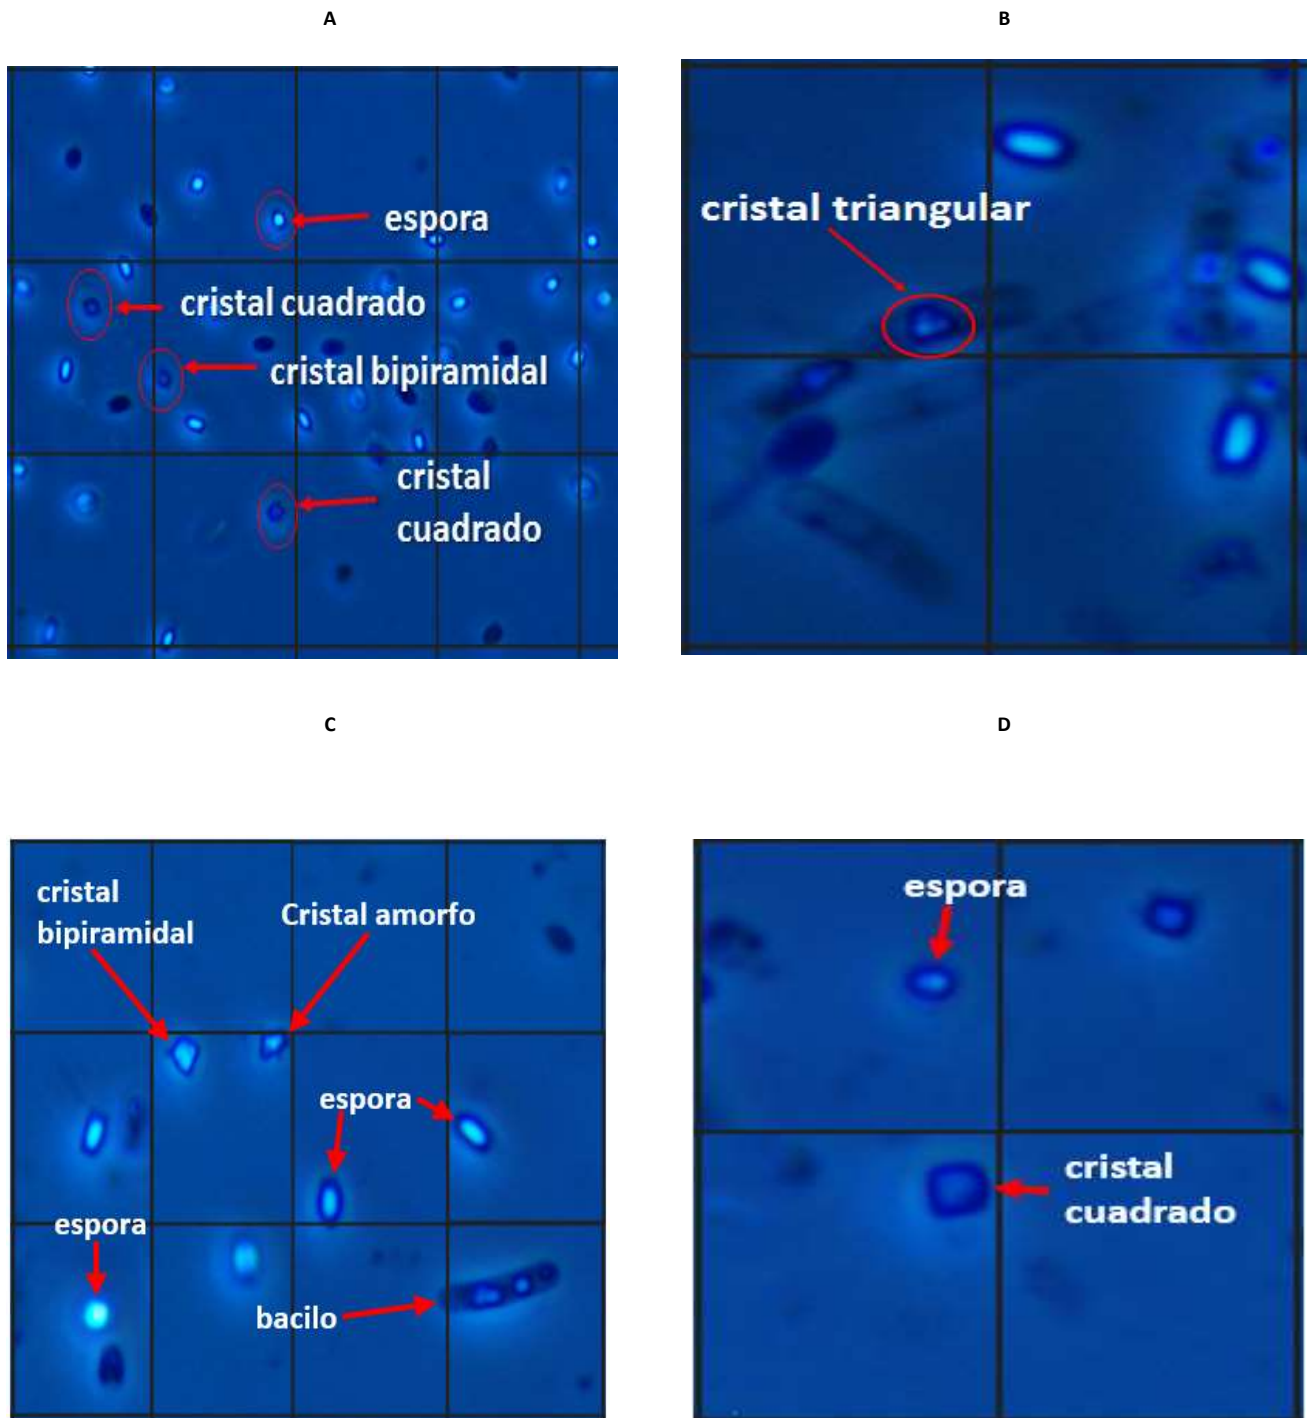 A
B
espora
cristal cuadrado
cristal bipiramidal
cristal
cuadrado
cristal triangular
C
D
cristal
bipiramidal
Cristal amorfo
espora
espora
bacilo
espora
cristal
cuadrado